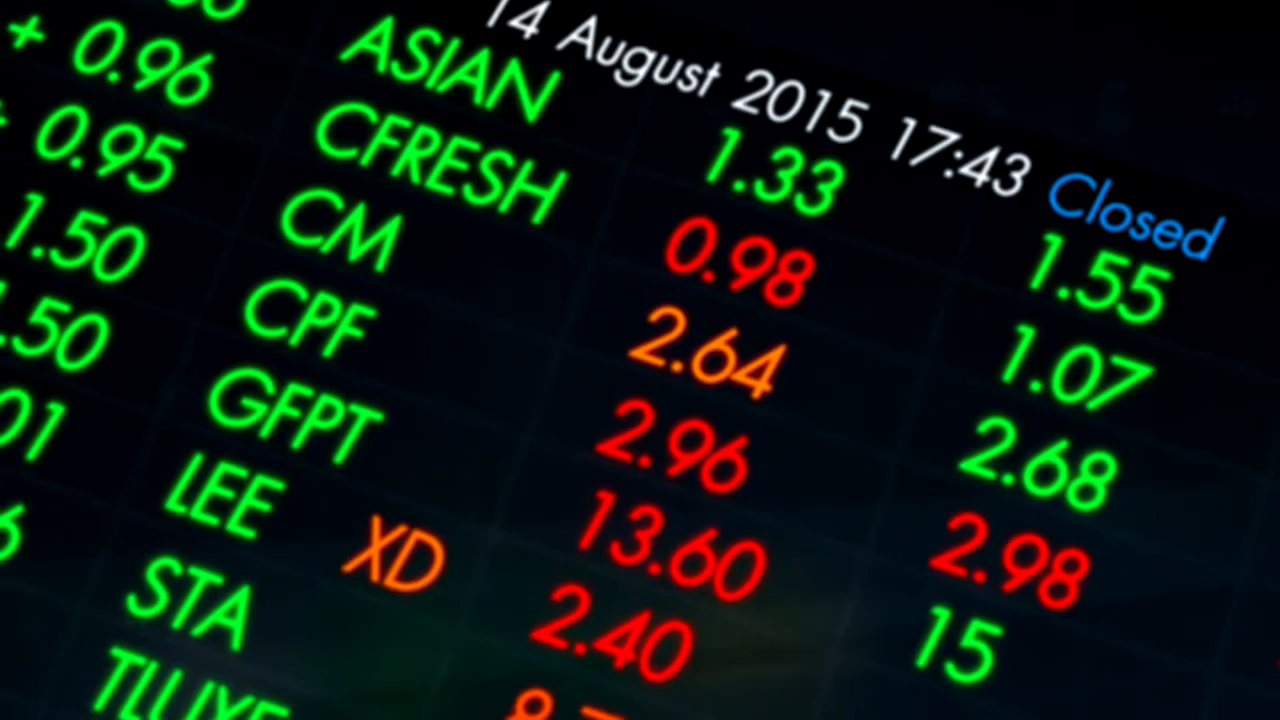 14 August 2015 17:43 Closed
ASIAN 1.33 1.55
+ 0.96 CFRESH 0.98 1.07
0.95 CM 2.64 2.68
1.50 CPF 2.96 2.98
.50 GFPT 13.60 15
01 LEE XD 2.40
STA